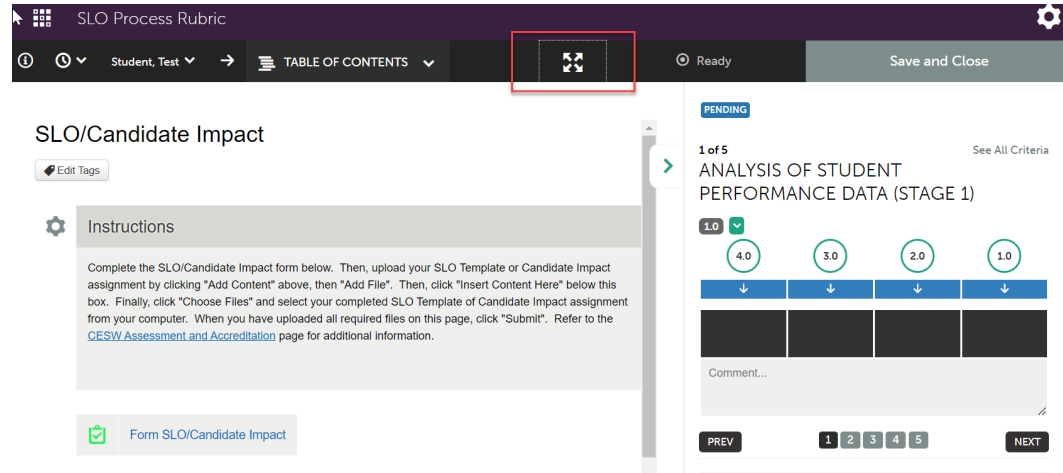 SLO Process Rubric
Student, Test
TABLE OF CONTENTS
Ready
Save and Close
SLO/Candidate Impact
Edit Tags
Instructions
Complete the SLO/Candidate Impact form below. Then, upload your SLO Template or Candidate Impact
assignment by clicking "Add Content" above, then "Add File". Then, click "Insert Content Here" below this
box. Finally, click "Choose Files" and select your completed SLO Template of Candidate Impact assignment
from your computer. When you have uploaded all required files on this page, click "Submit". Refer to the
CESW Assessment and Accreditation page for additional information.
Form SLO/Candidate Impact
PENDING
1 of 5
See All Criteria
ANALYSIS OF STUDENT
PERFORMANCE DATA (STAGE 1)
1.0
4.0 3.0 2.0 1.0
Comment...
PREV 1 2 3 4 5 NEXT